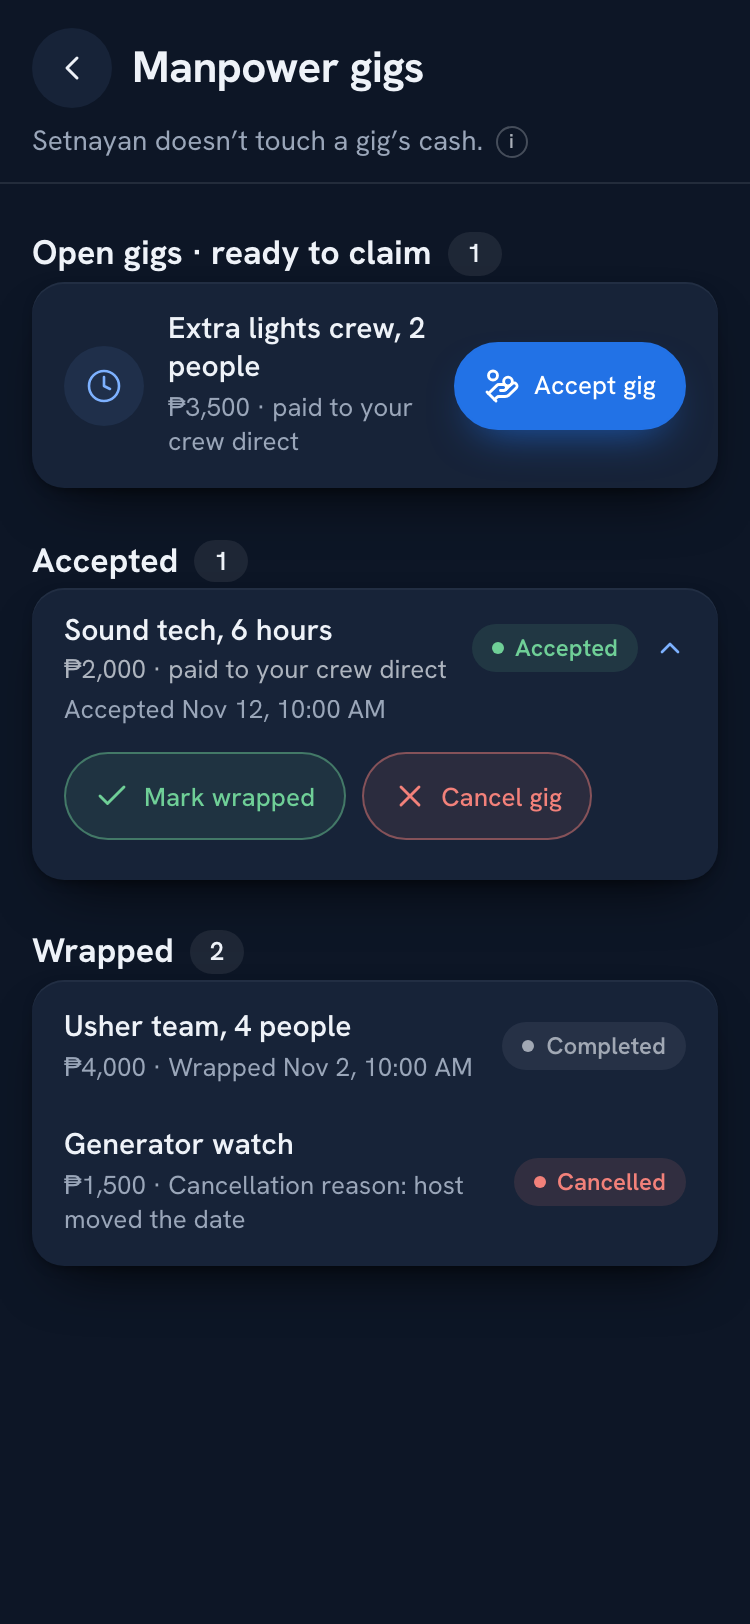 Manpower gigs
Setnayan doesn’t touch a gig’s cash. i
Open gigs · ready to claim 1
Extra lights crew, 2
people
₱3,500 · paid to your
crew direct
Accept gig
Accepted 1
Sound tech, 6 hours
₱2,000 · paid to your crew direct
Accepted Nov 12, 10:00 AM
Accepted
Mark wrapped
Cancel gig
Wrapped 2
Usher team, 4 people
₱4,000 · Wrapped Nov 2, 10:00 AM
Completed
Generator watch
₱1,500 · Cancellation reason: host
moved the date
Cancelled